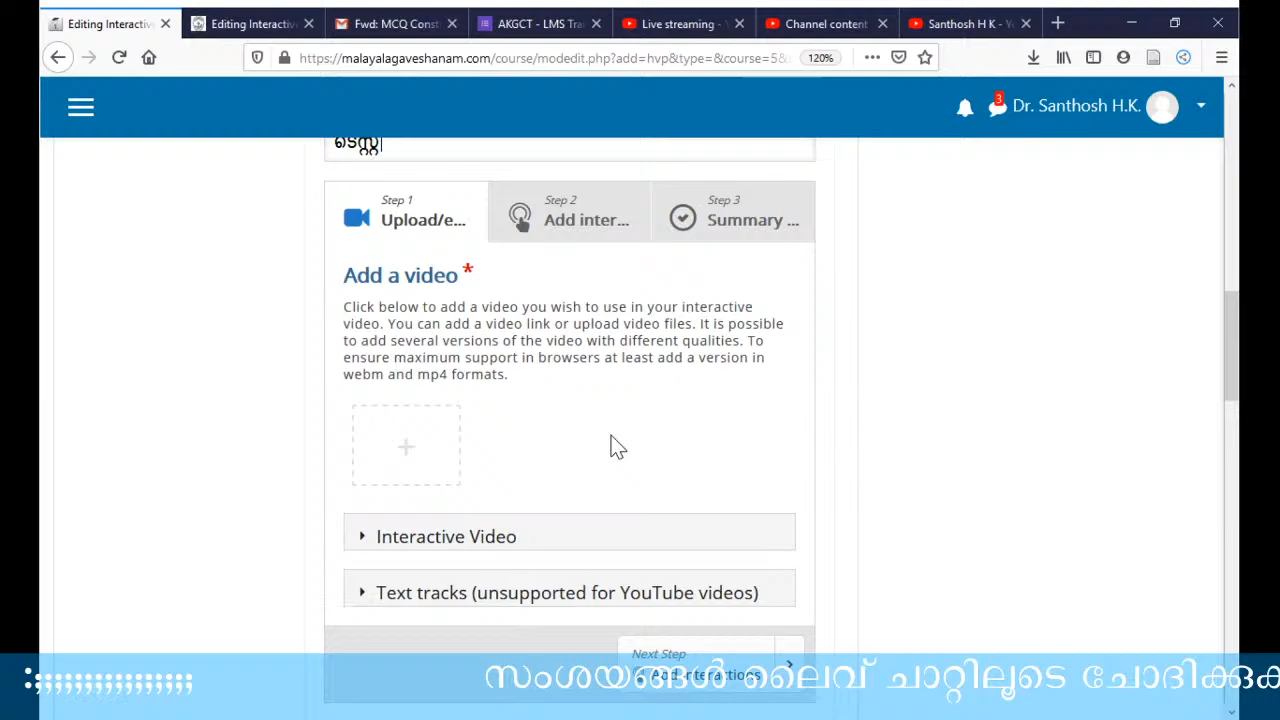 Editing Interactive
Editing Interactive
Fwd: MCQ Const
AKGCT - LMS Tra
Live streaming -
Channel content
Santhosh H K - Y
https://malayalagaveshanam.com/course/modedit.php?add=hvp&type=&course=5&
120%
3
Dr. Santhosh H.K.
ടെസ്റ്റ്
Step 1
Upload/e...
Step 2
Add inter...
Step 3
Summary ...
Add a video *
Click below to add a video you wish to use in your interactive
video. You can add a video link or upload video files. It is possible
to add several versions of the video with different qualities. To
ensure maximum support in browsers at least add a version in
webm and mp4 formats.
Interactive Video
Text tracks (unsupported for YouTube videos)
Next Step
Add interactions
സംശയങ്ങൾ ലൈവ് ചാറ്റിലൂടെ ചോദിക്കുക